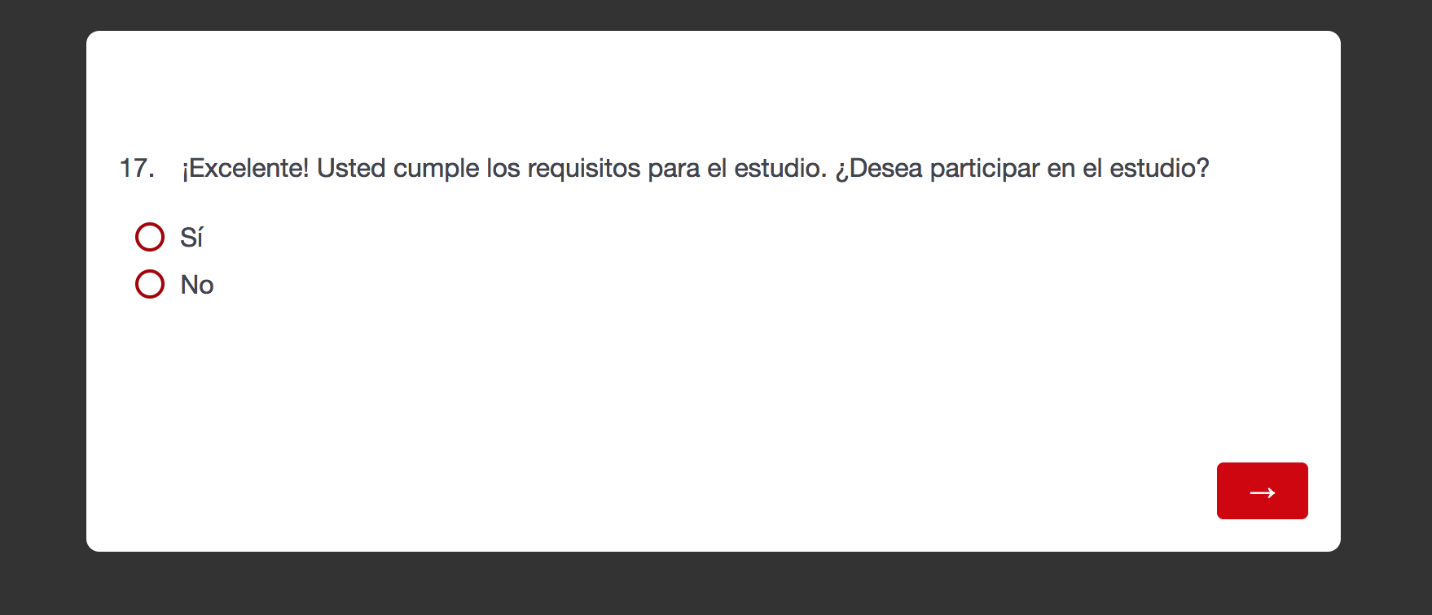 17. ¡Excelente! Usted cumple los requisitos para el estudio. ¿Desea participar en el estudio?
Sí
No
→